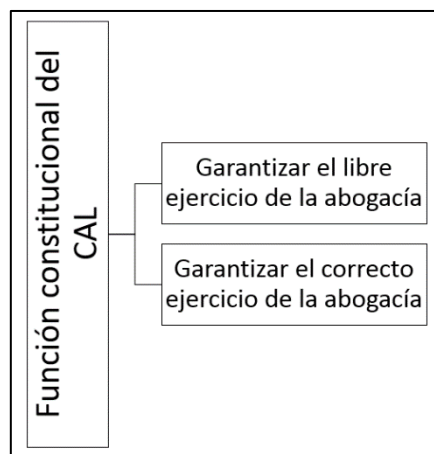 Función constitucional del
CAL
Garantizar el libre
ejercicio de la abogacía
Garantizar el correcto
ejercicio de la abogacía